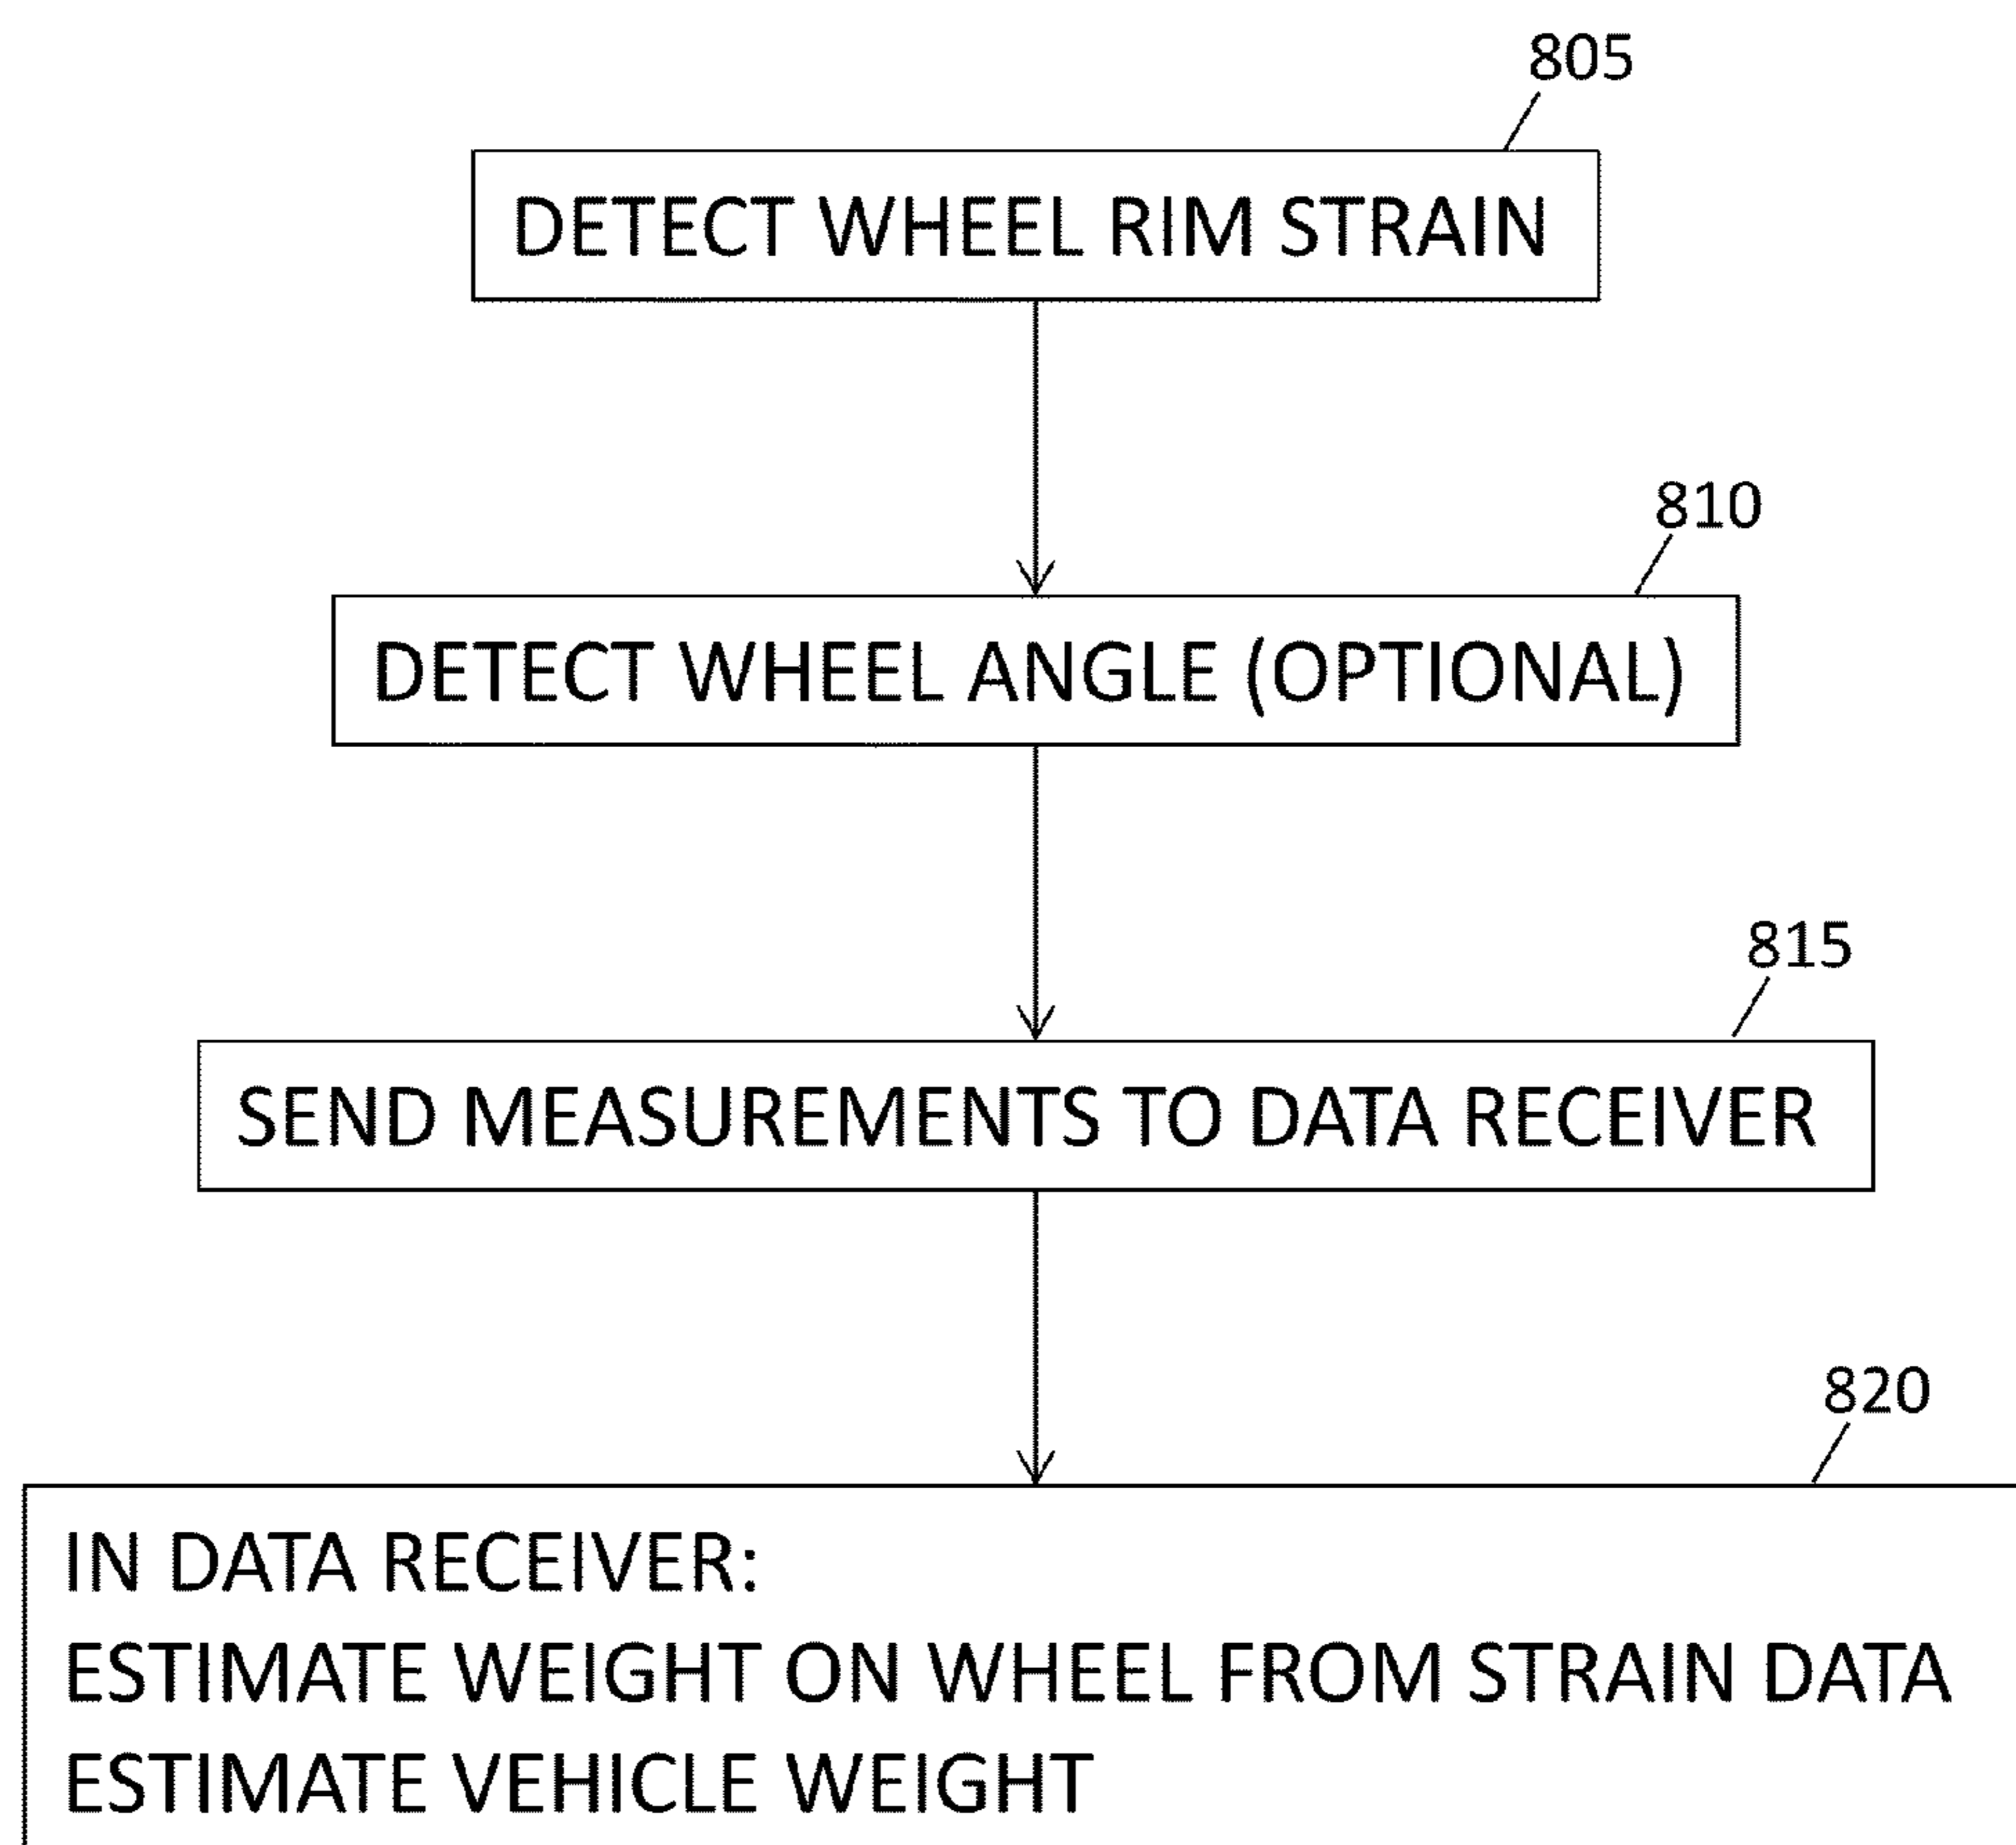 805
DETECT WHEEL RIM STRAIN
810
DETECT WHEEL ANGLE (OPTIONAL)
815
SEND MEASUREMENTS TO DATA RECEIVER
820
IN DATA RECEIVER:
ESTIMATE WEIGHT ON WHEEL FROM STRAIN DATA
ESTIMATE VEHICLE WEIGHT